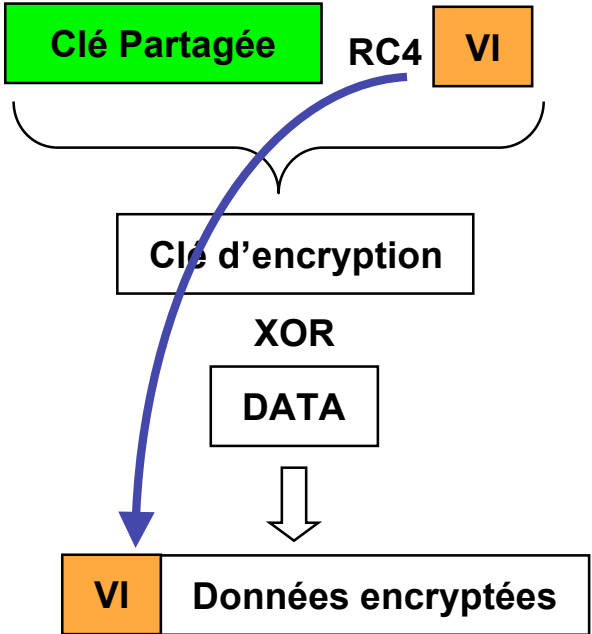 Clé Partagée RC4 VI
Clé d’encryption
XOR
DATA
VI Données encryptées